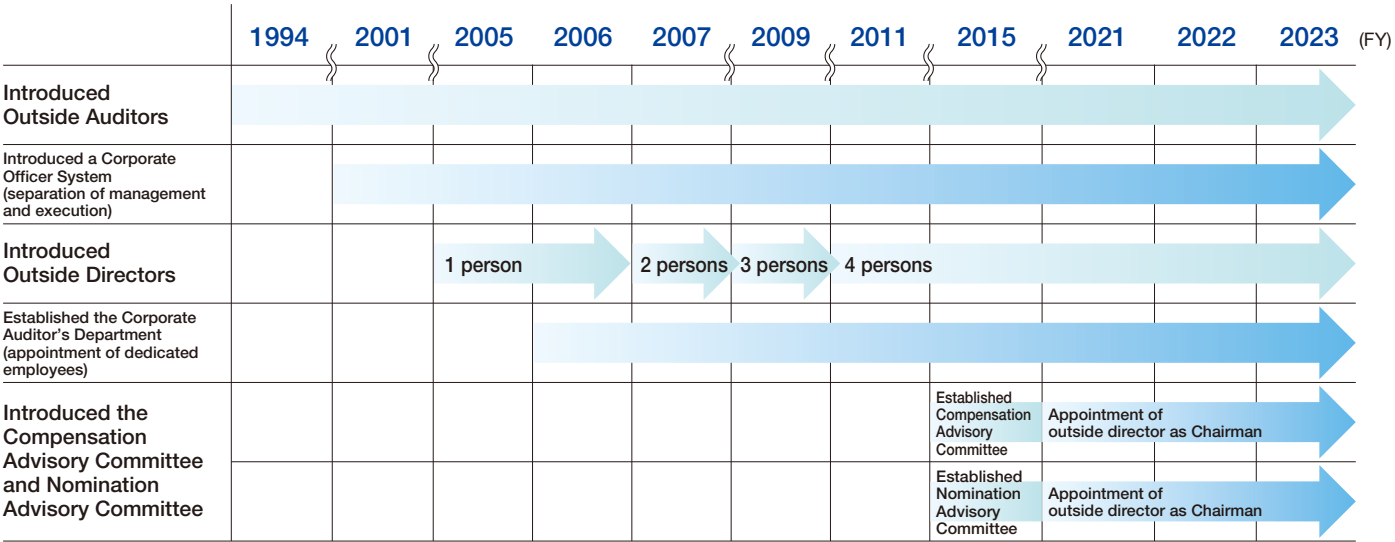 1994 2001 2005 2006 2007 2009 2011 2015 2021 2022 2023 (FY)
Introduced
Outside Auditors
Introduced a Corporate
Officer System
(separation of management
and execution)
Introduced
Outside Directors
1 person 2 persons 3 persons 4 persons
Established the Corporate
Auditor’s Department
(appointment of dedicated
employees)
Introduced the
Compensation
Advisory Committee
and Nomination
Advisory Committee
Established
Compensation
Advisory
Committee
Appointment of
outside director as Chairman
Established
Nomination
Advisory
Committee
Appointment of
outside director as Chairman